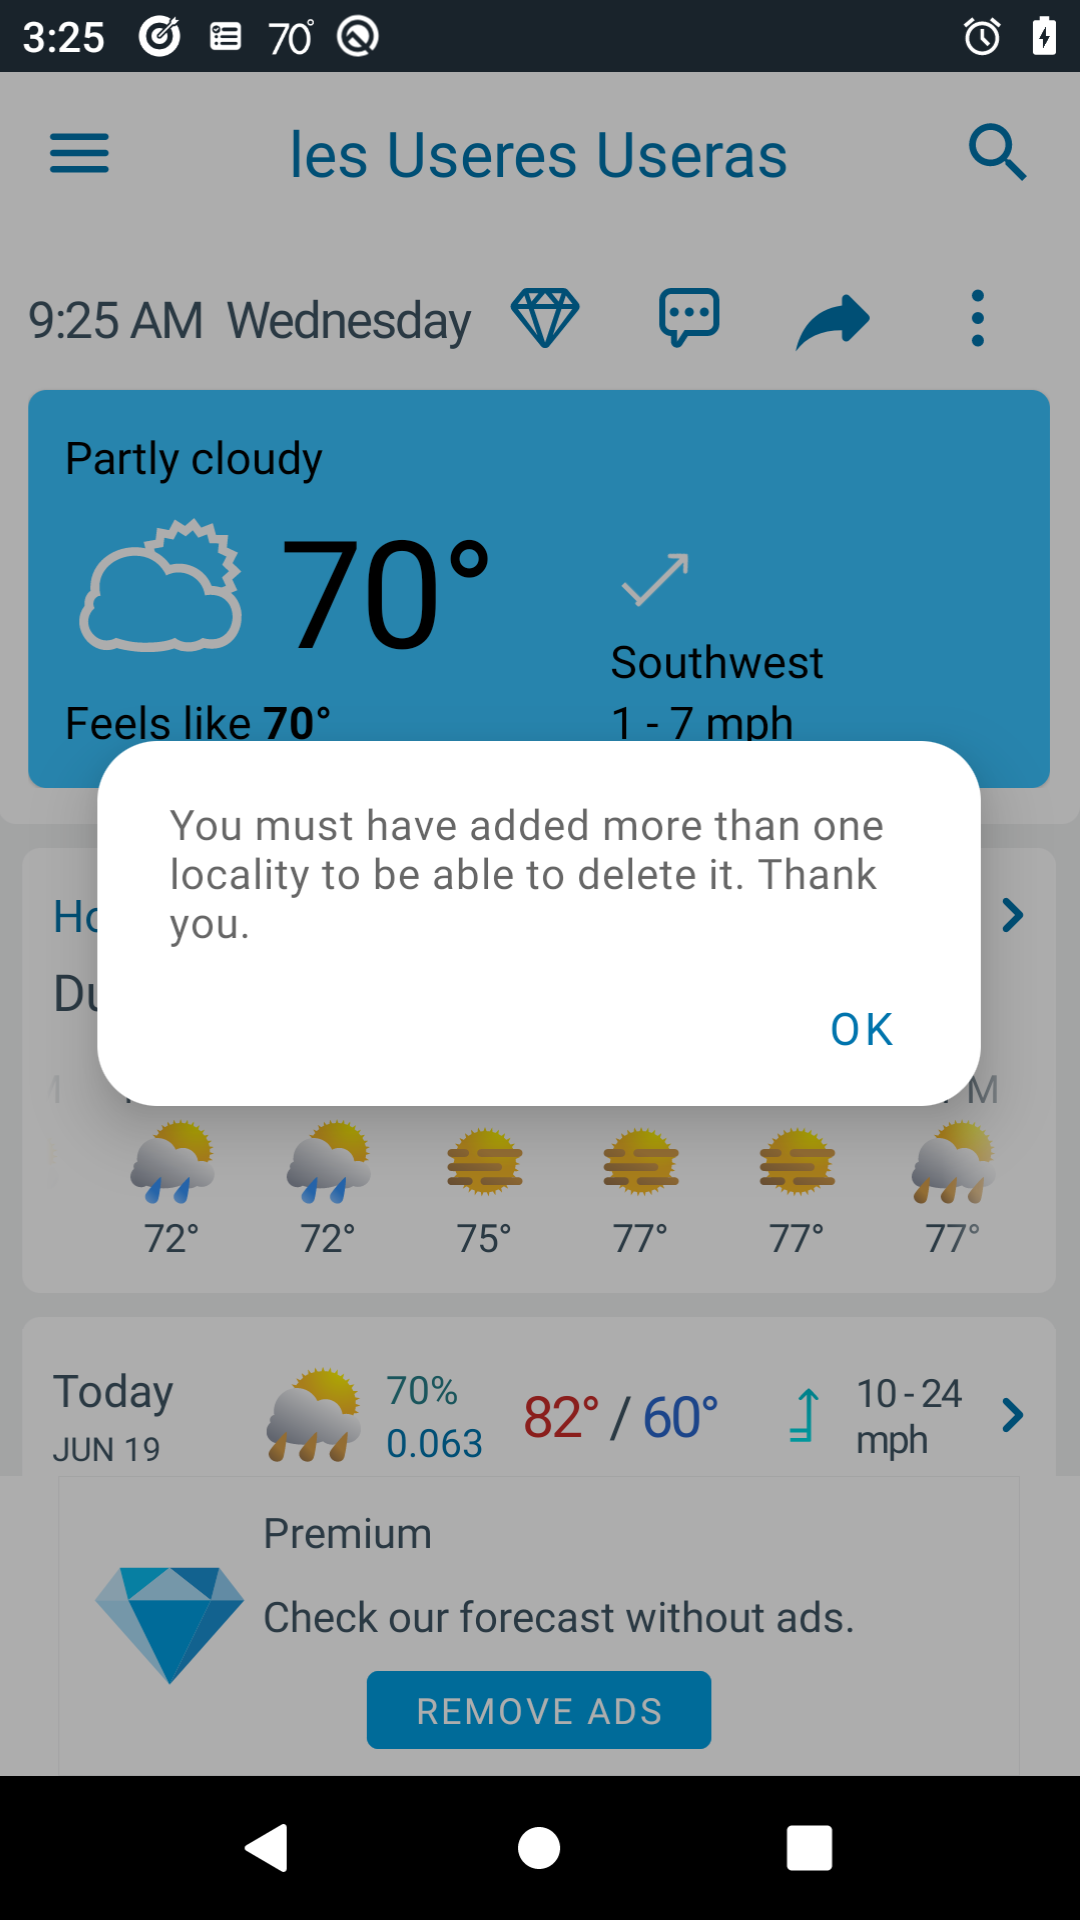 3:25 70°
les Useres Useras
9:25 AM Wednesday
Partly cloudy
70°
Southwest
Feels like 70°
1 - 7 mph
You must have added more than one
locality to be able to delete it. Thank
you.
OK
72° 72° 75° 77° 77° 77°
Today
70%
82° / 60°
10 - 24
mph
JUN 19
0.063
Premium
Check our forecast without ads.
REMOVE ADS